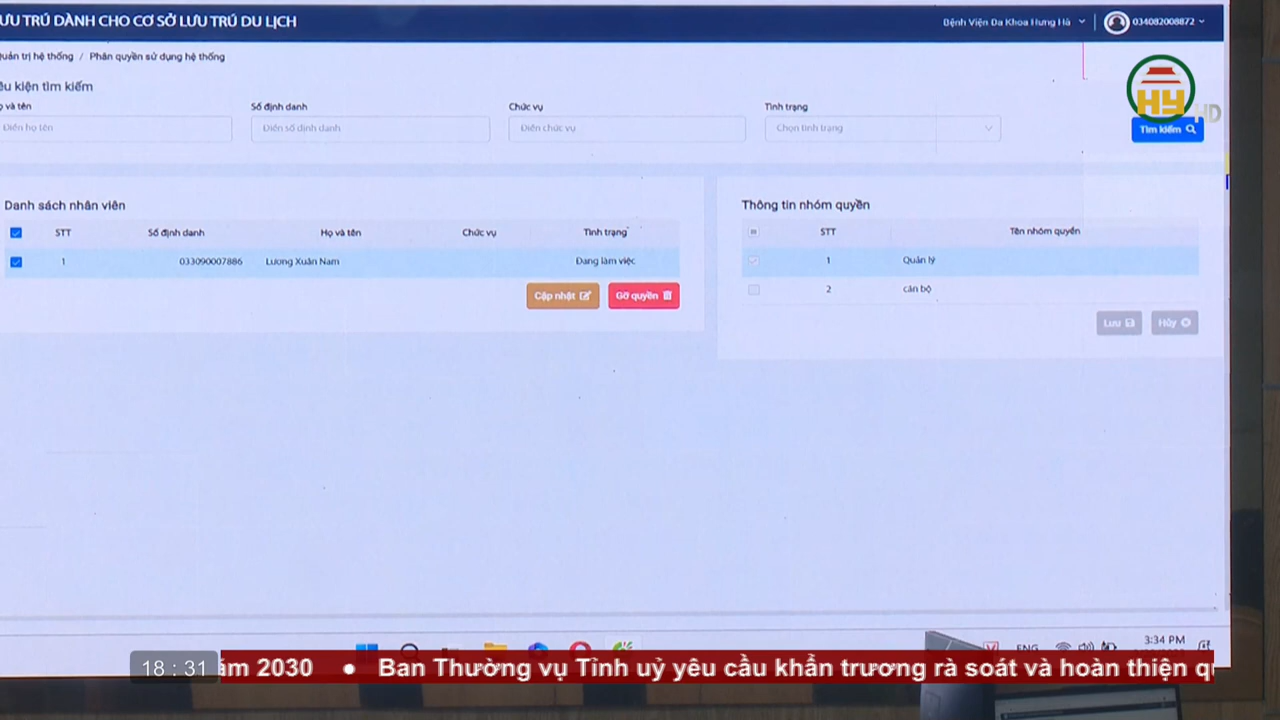 ƯU TRÚ DÀNH CHO CƠ SỞ LƯU TRÚ DU LỊCH
Bệnh Viện Đa Khoa Hưng Hà
034082008872
uản trị hệ thống / Phân quyền sử dụng hệ thống
ều kiện tìm kiếm
ọ và tên
Số định danh
Chức vụ
Tình trạng
Điền họ tên
Điền số định danh
Điền chức vụ
Chọn tình trạng
HY
HD
Tìm kiếm
Danh sách nhân viên
STT Số định danh Họ và tên Chức vụ Tình trạng
1 033090007886 Lương Xuân Nam Đang làm việc
Cập nhật
Gỡ quyền
Thông tin nhóm quyền
STT Tên nhóm quyền
1 Quản lý
2 cán bộ
Lưu
Hủy
ENG
3:34 PM
18 : 31
ăm 2030 ● Ban Thường vụ Tỉnh uỷ yêu cầu khẩn trương rà soát và hoàn thiện qu